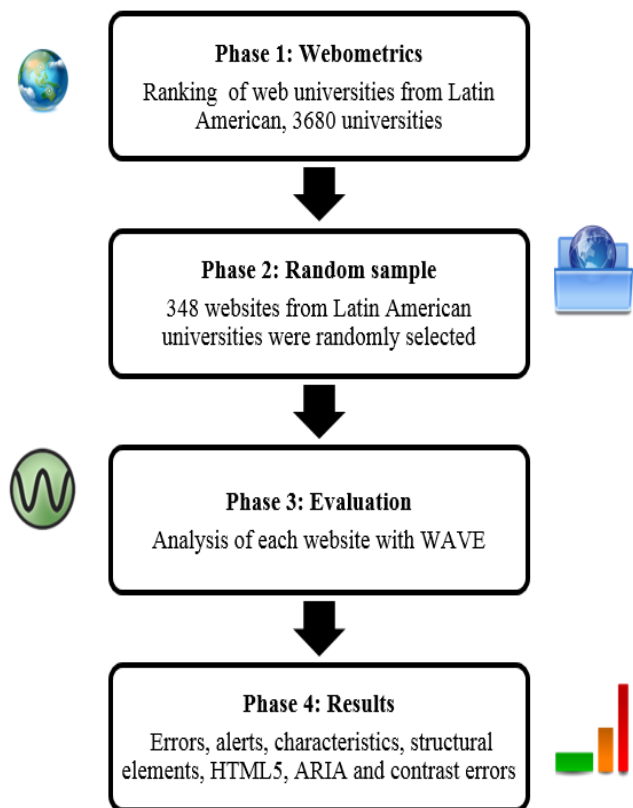 Phase 1: Webometrics
Ranking of web universities from Latin
American, 3680 universities
Phase 2: Random sample
348 websites from Latin American
universities were randomly selected
W
Phase 3: Evaluation
Analysis of each website with WAVE
Phase 4: Results
Errors, alerts, characteristics, structural
elements, HTML5, ARIA and contrast errors